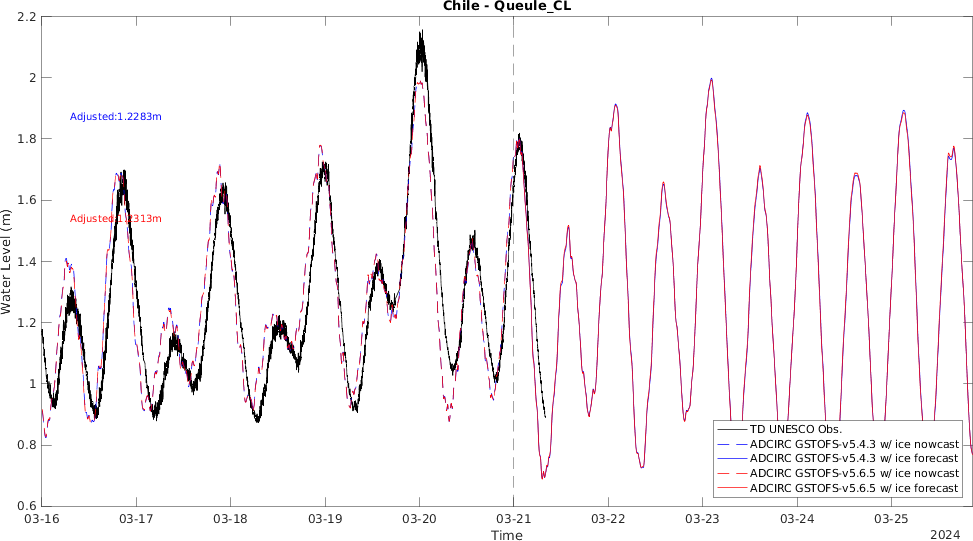 Chile - Queule_CL
2.2
2
1.8
1.6
1.4
1.2
1
0.8
0.6
Water Level (m)
Adjusted:1.2283m
Adjusted:1.2313m
TD UNESCO Obs.
ADCIRC GSTOFS-v5.4.3 w/ ice nowcast
ADCIRC GSTOFS-v5.4.3 w/ ice forecast
ADCIRC GSTOFS-v5.6.5 w/ ice nowcast
ADCIRC GSTOFS-v5.6.5 w/ ice forecast
03-16 03-17 03-18 03-19 03-20 03-21 03-22 03-23 03-24 03-25
Time
2024